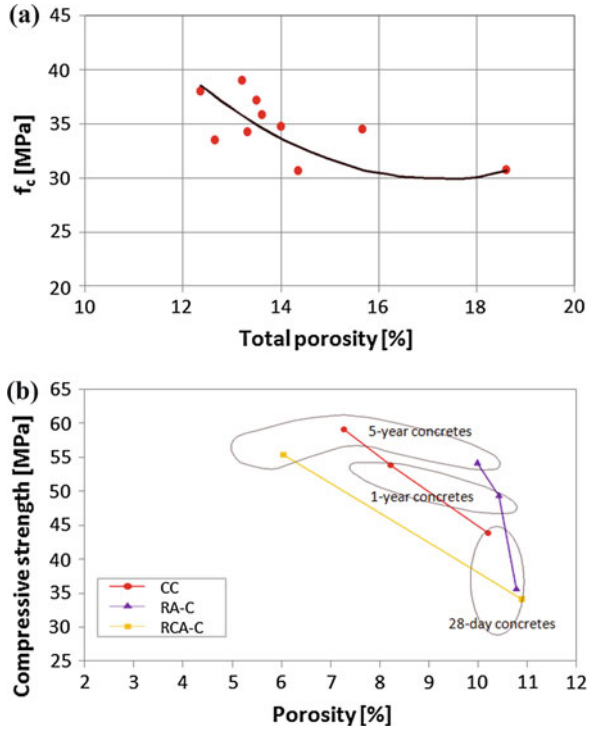 (a)
45
40
35
30
25
20
f_c [MPa]
10 12 14 16 18 20
Total porosity [%]
(b)
65
60
55
50
45
40
35
30
25
Compressive strength [MPa]
5-year concretes
1-year concretes
28-day concretes
CC
RA-C
RCA-C
2 3 4 5 6 7 8 9 10 11 12
Porosity [%]